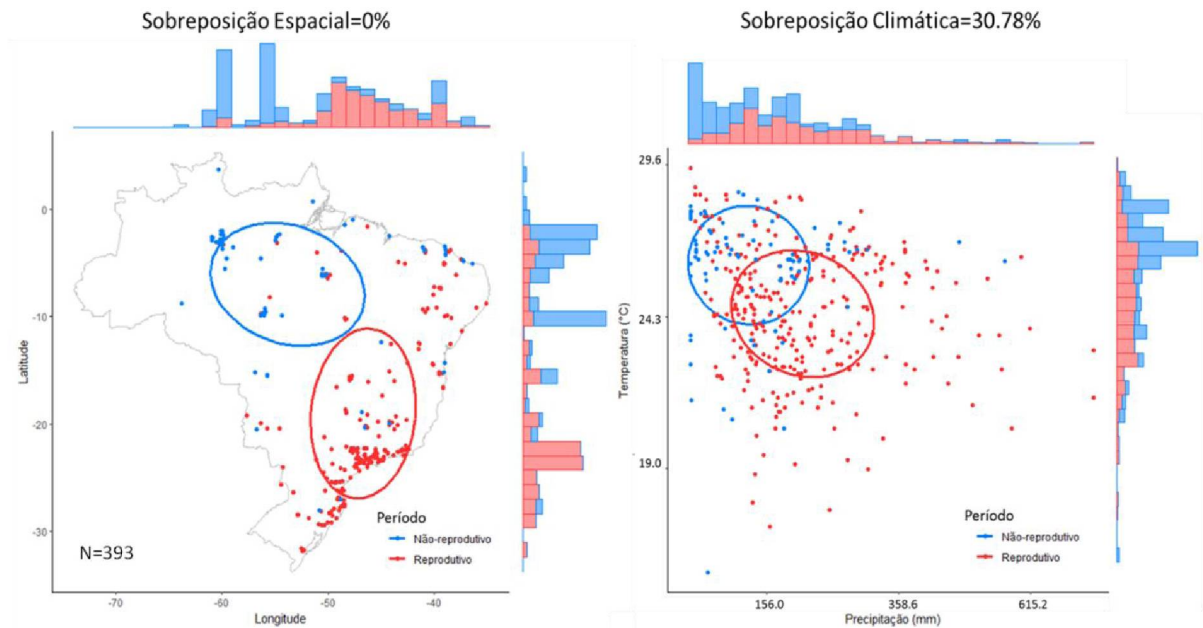 Sobreposição Espacial=0%
0
-10
-20
-30
Latitude
N=393
Período
Não-reprodutivo
Reprodutivo
-70
-60
-50
-40
Longitude
Sobreposição Climática=30.78%
29.6
24.3
19.0
Temperatura (°C)
Período
Não-reprodutivo
Reprodutivo
156.0
358.6
615.2
Precipitação (mm)